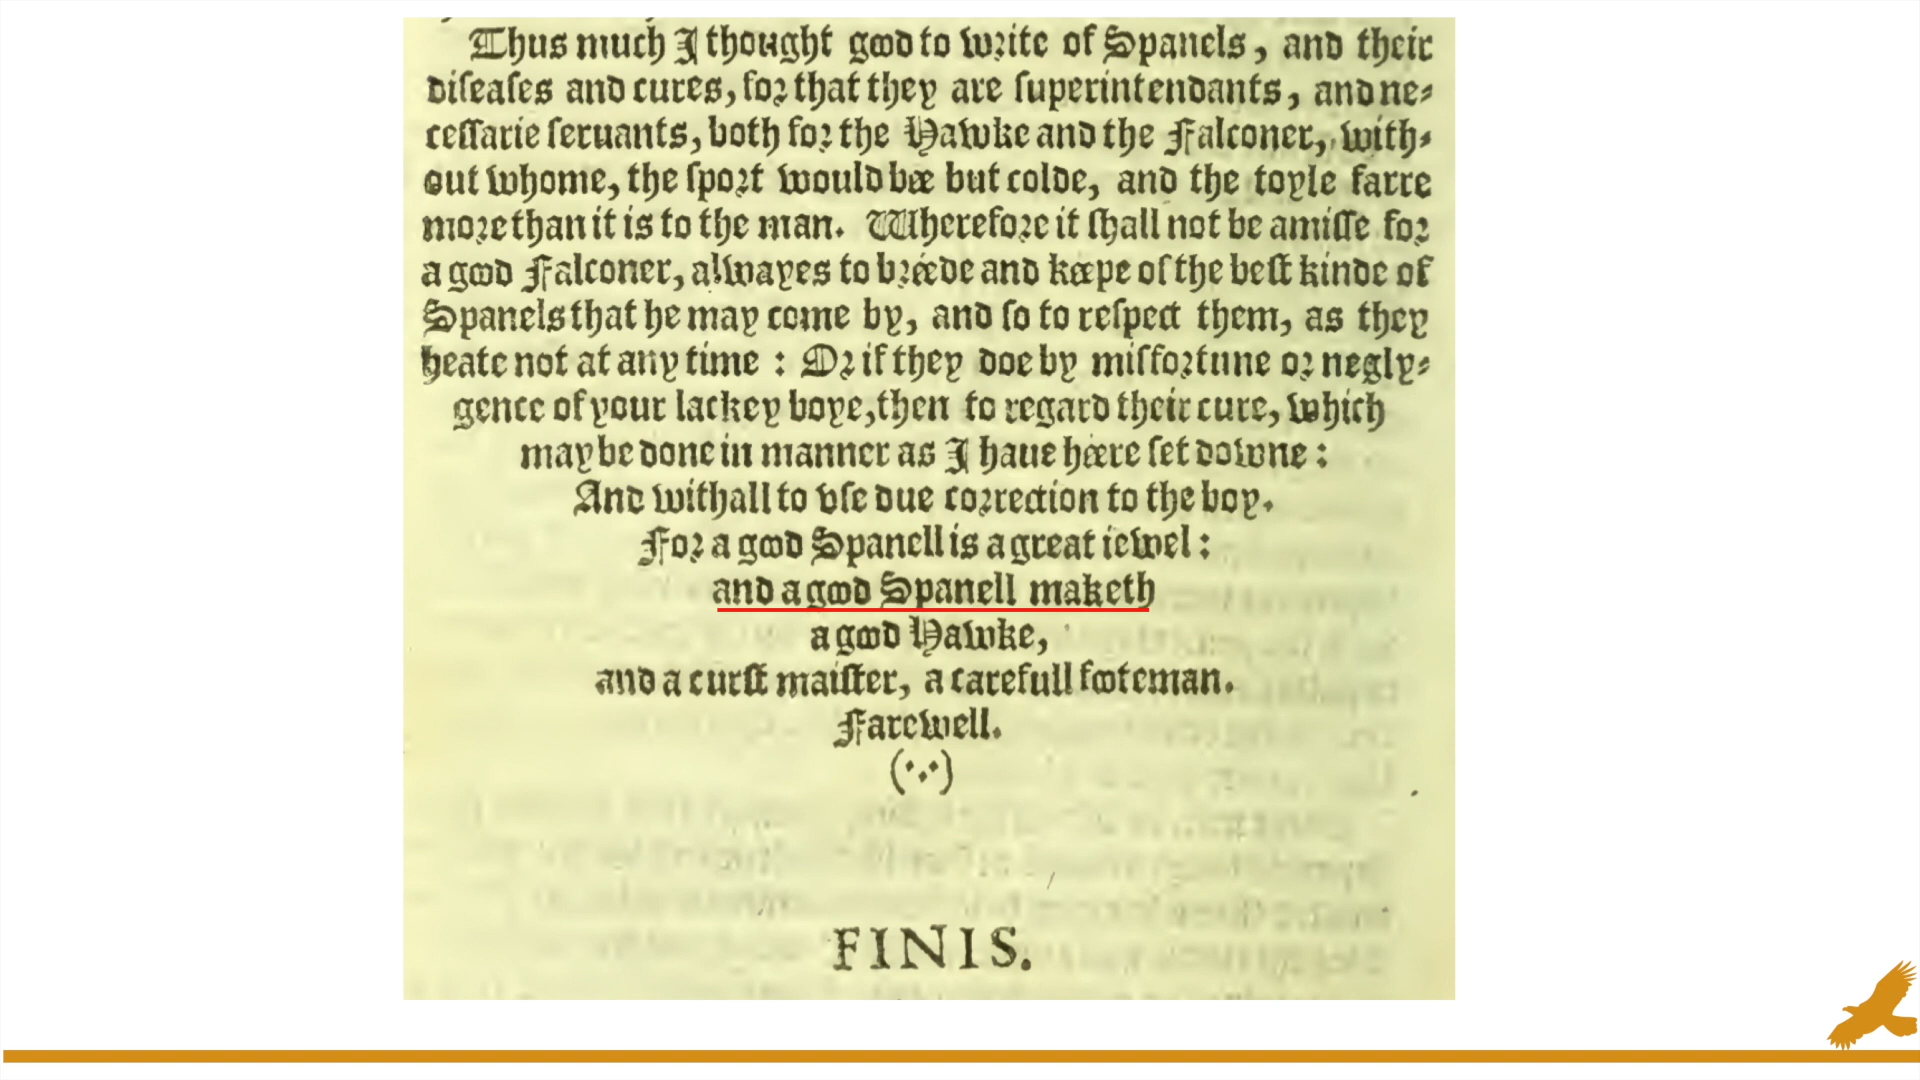 Thus much I thought good to write of Spanels, and their
diſeaſes and cures, for that they are ſuperintendants, and ne-
ceſſarie ſeruants, both for the Hawke and the Falconer, with-
out whome, the ſport would bee but colde, and the toyle farre
more than it is to the man. Wherefore it ſhall not be amiſſe for
a good Falconer, alwayes to breede and keepe of the beſt kinde of
Spanels that he may come by, and ſo to reſpect them, as they
heate not at any time : Or if they doe by miſfortune or negly-
gence of your lackey boye, then to regard their cure, which
may be done in manner as I haue heere ſet downe :
And withall to vſe due correction to the boy.
For a good Spanell is a great iewel :
and a good Spanell maketh
a good Hawke,
and a curſt maiſter, a carefull footeman.
Farewell.
FINIS.